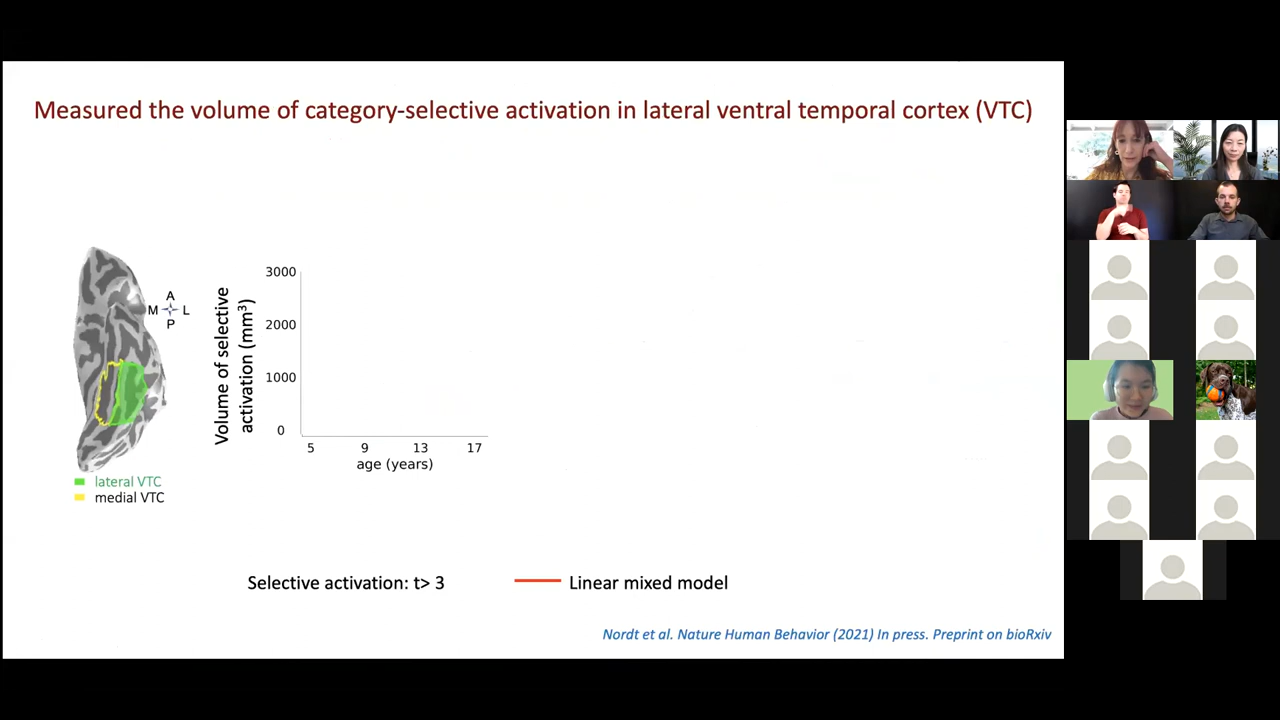 Measured the volume of category-selective activation in lateral ventral temporal cortex (VTC)
A
M L
P
lateral VTC
medial VTC
Volume of selective
activation (mm³)
3000
2000
1000
0
5 9 13 17
age (years)
Selective activation: t> 3
Linear mixed model
Nordt et al. Nature Human Behavior (2021) In press. Preprint on bioRxiv